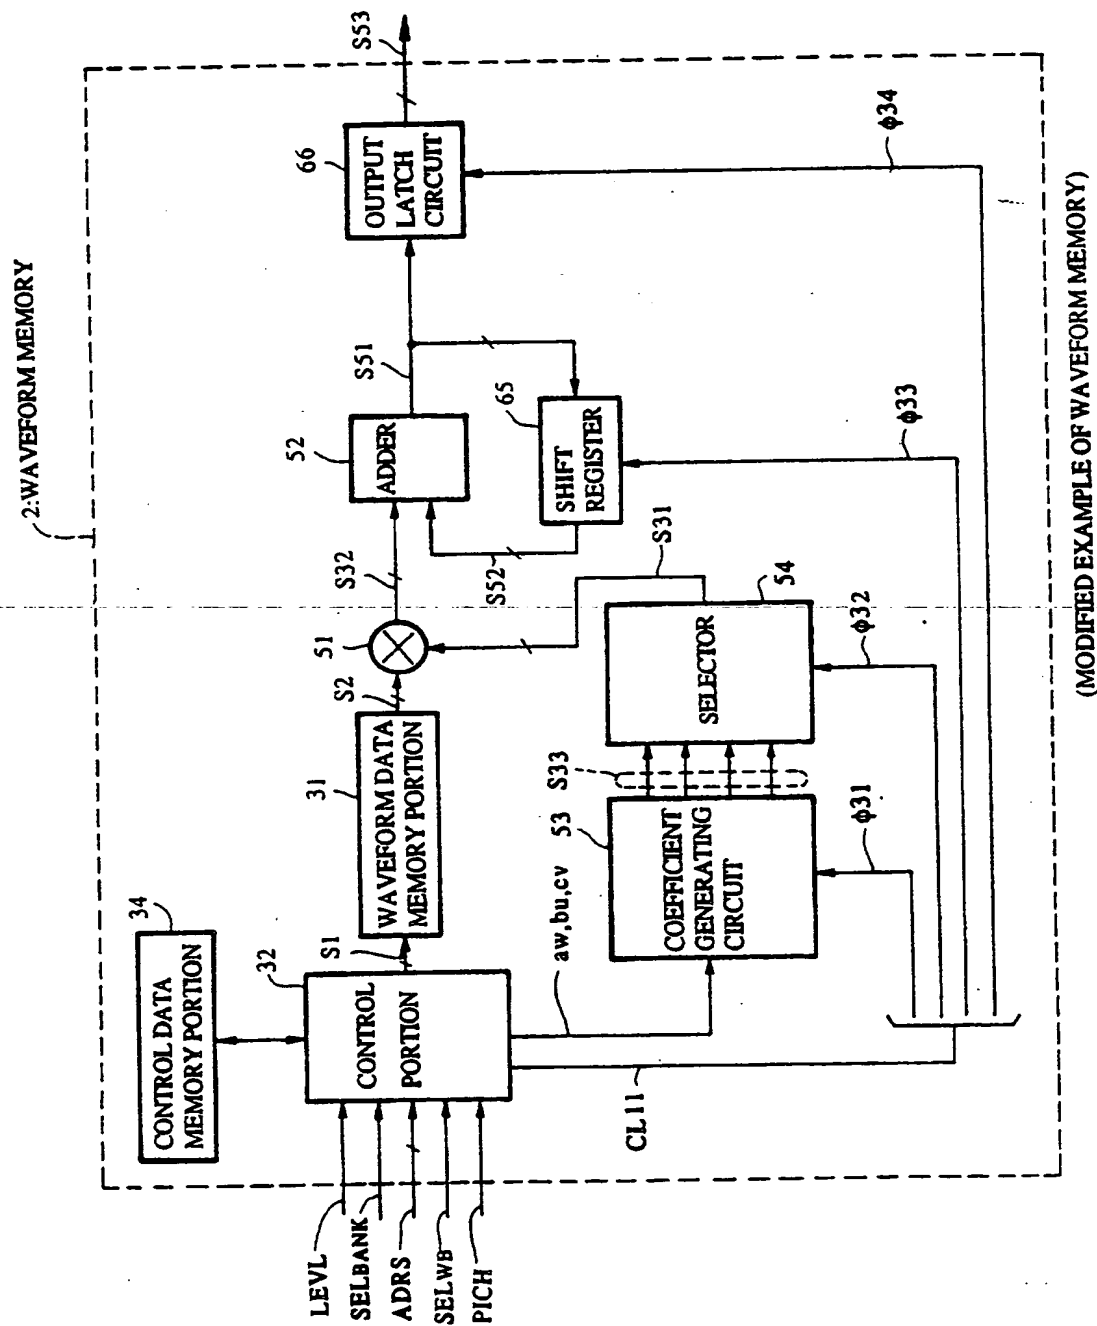 2:WAVEFORM MEMORY
CONTROL DATA
MEMORY PORTION
34
LEVL
SELBANK
ADRS
SELWB
PICH
CONTROL
PORTION
32
S1
WAVEFORM DATA
MEMORY PORTION
31
S2
51
S32
ADDER
52
S51
OUTPUT
LATCH
CIRCUIT
66
S53
SHIFT
REGISTER
65
S52
S31
aw,bu,cv
COEFFICIENT
GENERATING
CIRCUIT
53
S33
SELECTOR
54
CL11
ϕ31
ϕ32
ϕ33
ϕ34
(MODIFIED EXAMPLE OF WAVEFORM MEMORY)